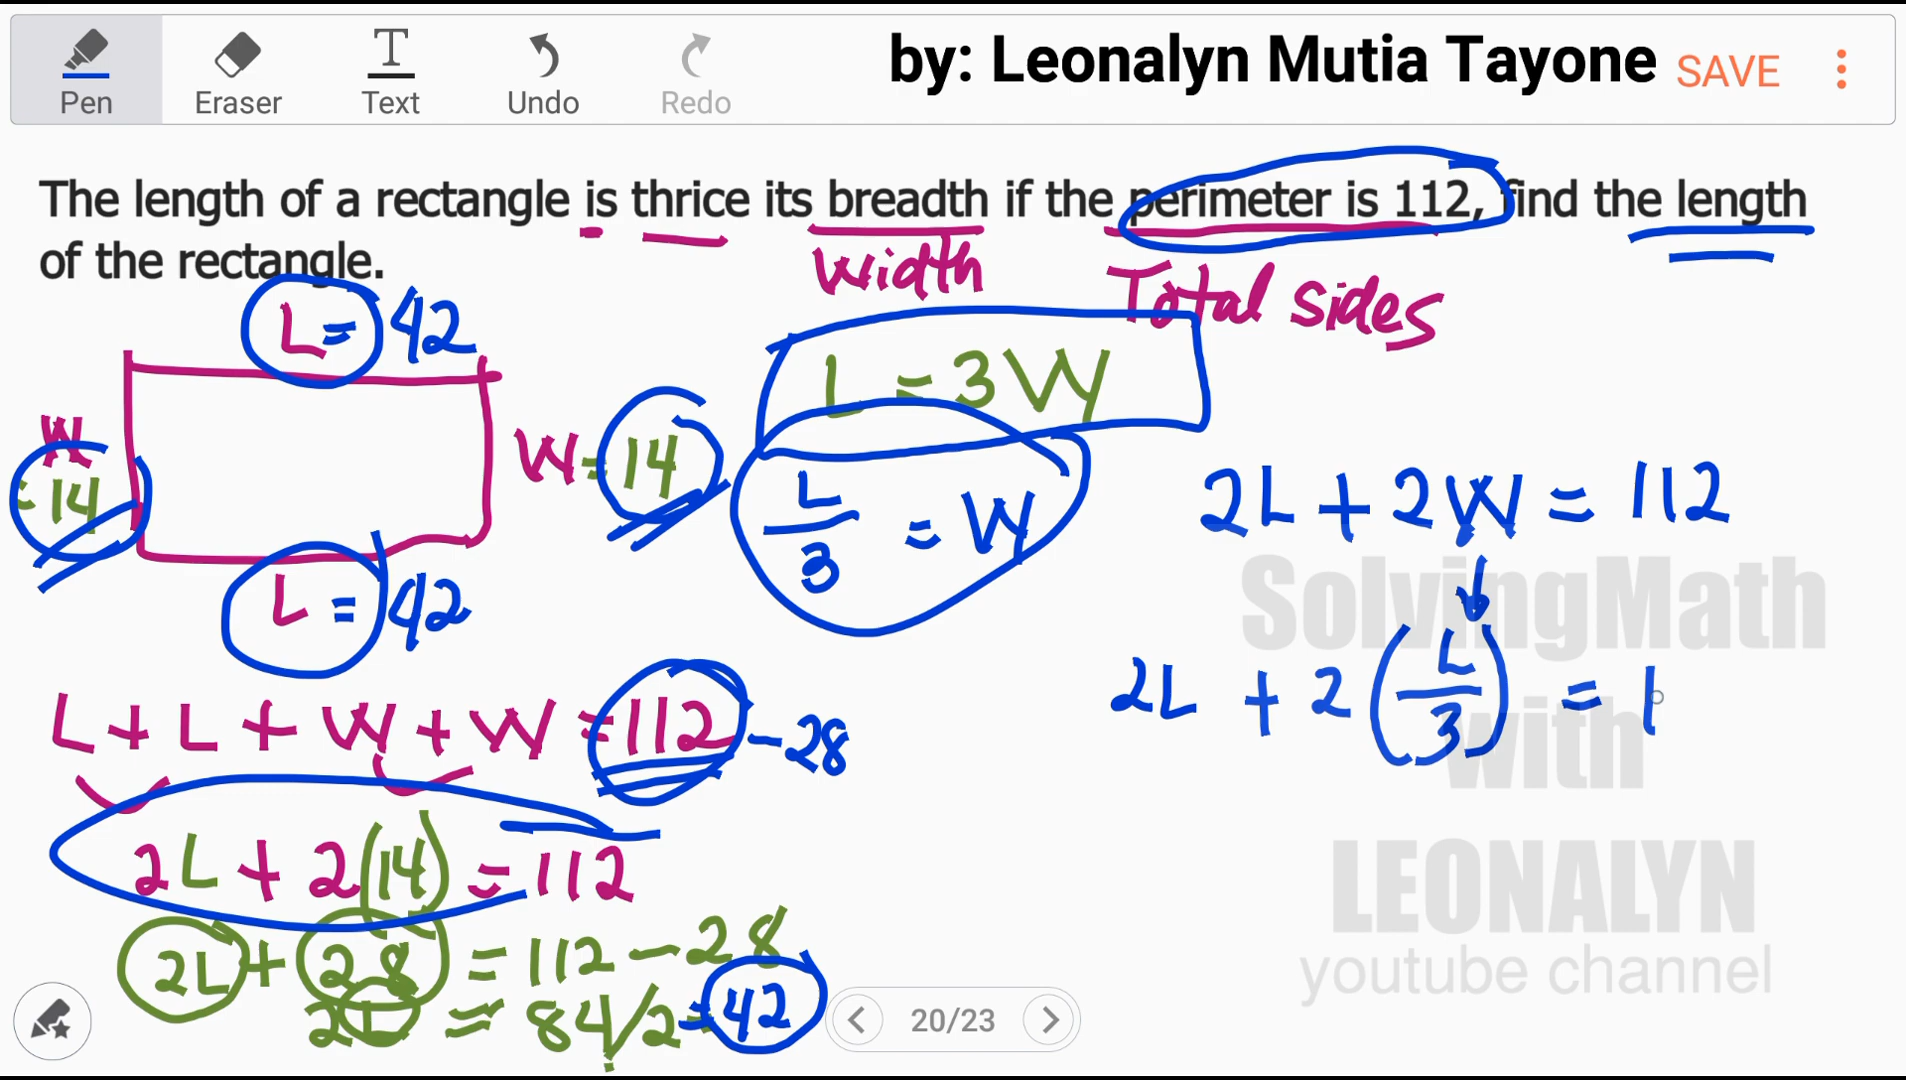 Pen Eraser Text Undo Redo by: Leonalyn Mutia Tayone SAVE
The length of a rectangle is thrice its breadth if the perimeter is 112, find the length
of the rectangle.
width
Total sides
L = 42
L = 3W
W
= 14
W = 14
L/3 = W
L = 42
2L + 2W = 112
2L + 2(L/3) = 1
L + L + W + W = 112 - 28
2L + 2(14) = 112
2L + 28 = 112 - 28
2L = 84/2 = 42
SolvingMath
with
LEONALYN
youtube channel
20/23